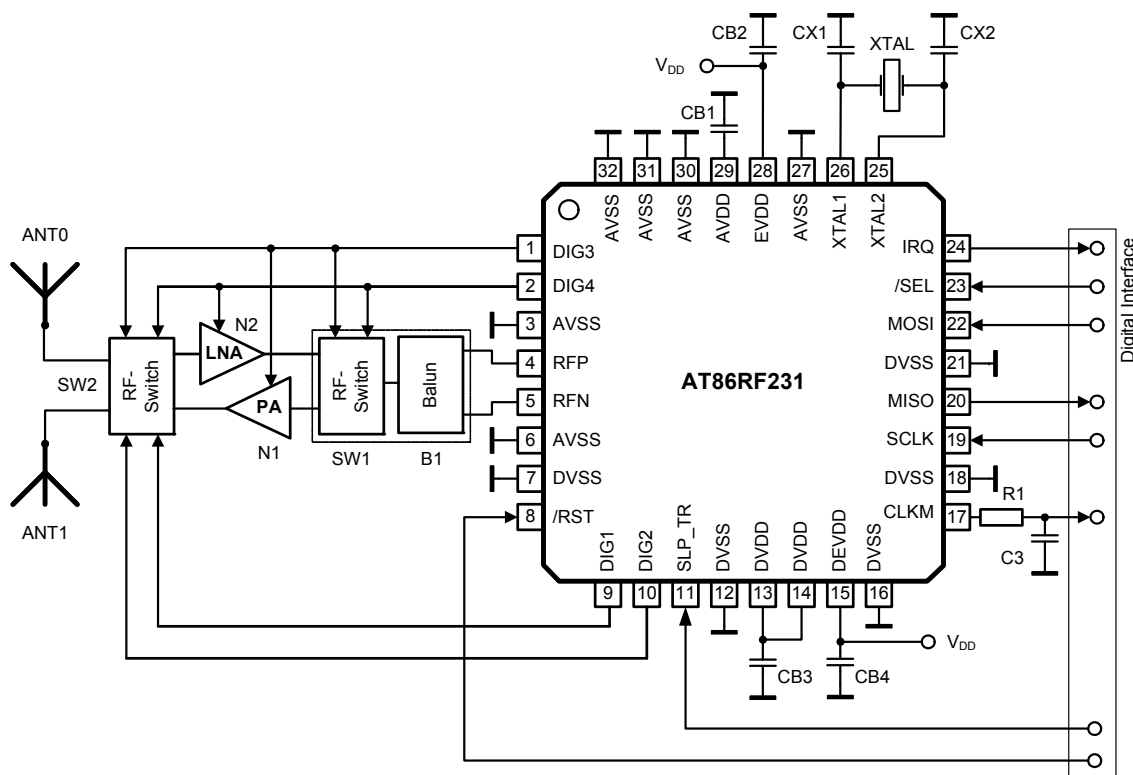 CB2
CX1
XTAL
CX2
VDD
CB1
32
31
30
29
28
27
26
25
AVSS
AVSS
AVSS
AVDD
EVDD
AVSS
XTAL1
XTAL2
ANT0
ANT1
SW2
RF-
Switch
N2
LNA
PA
N1
RF-
Switch
SW1
Balun
B1
1 DIG3
2 DIG4
3 AVSS
4 RFP
5 RFN
6 AVSS
7 DVSS
8 /RST
AT86RF231
IRQ 24
/SEL 23
MOSI 22
DVSS 21
MISO 20
SCLK 19
DVSS 18
CLKM 17
R1
C3
Digital Interface
DIG1
DIG2
SLP_TR
DVSS
DVDD
DVDD
DEVDD
DVSS
9
10
11
12
13
14
15
16
VDD
CB3
CB4